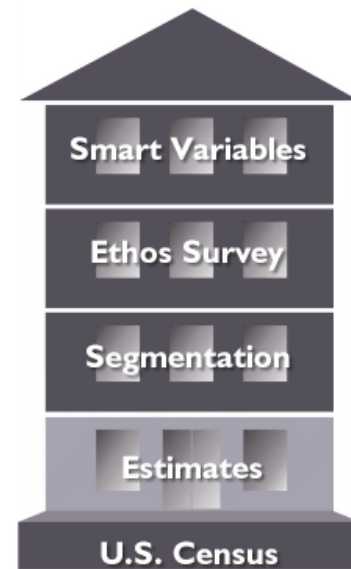 Smart Variables
Ethos Survey
Segmentation
Estimates
U.S. Census